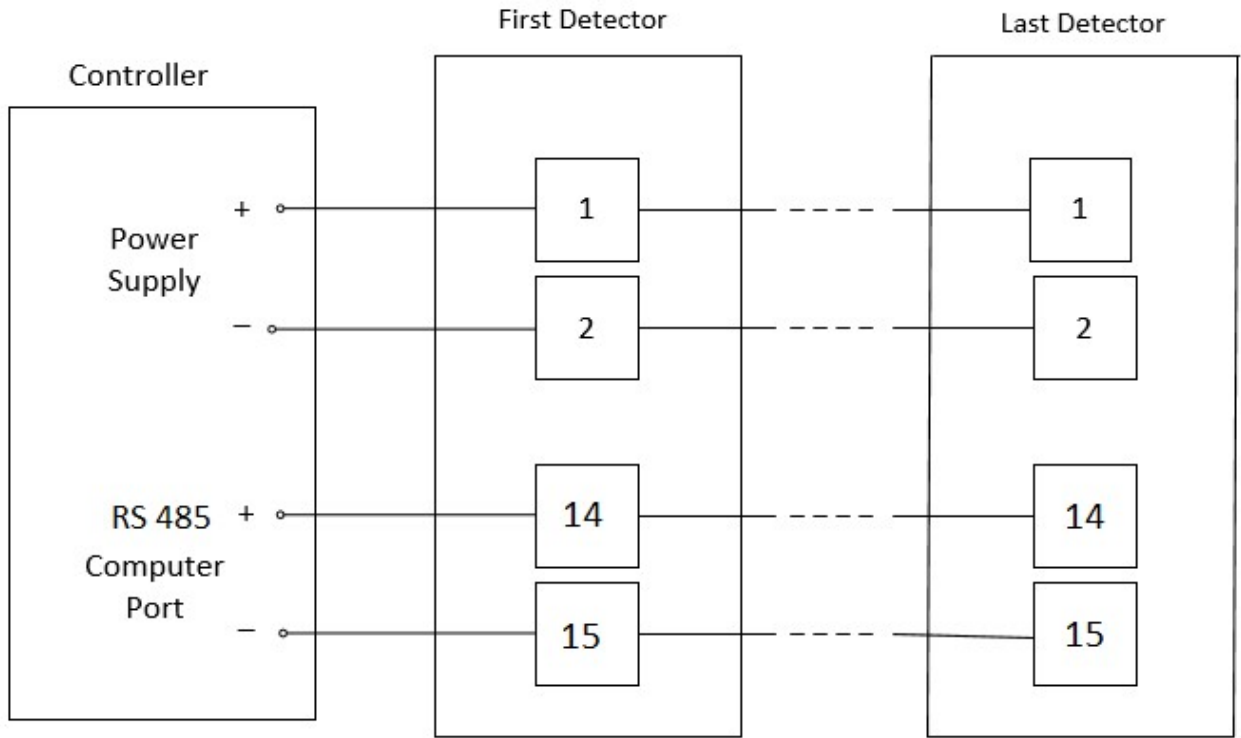 First Detector
Last Detector
Controller
+
1
1
Power
Supply
−
2
2
RS 485 +
14
14
Computer
Port
−
15
15